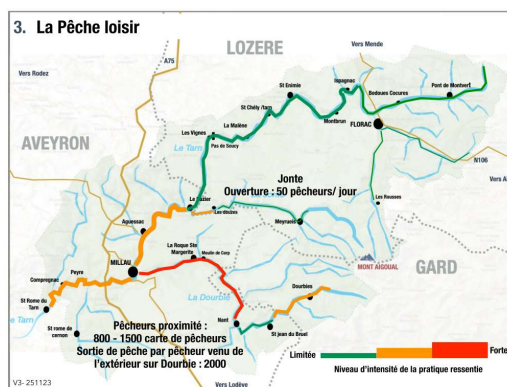 3. La Pêche loisir
LOZERE
Vers Mende
Vers Rodez
A75
Ispagnac
St Enimie
Bedoues Cocures
Pont de Montvert
St Chély /tarn
La Malène
Montbrun
FLORAC
AVEYRON
Les Vignes
Pas de Soucy
Le Tarn
N106
Jonte
Ouverture : 50 pêcheurs/ jour
Le Rozier
Les douzes
Les Rousses
Aguessac
Meyrueis
La Roque Ste
Margerite
Moulin de Corp
MILLAU
MONT AIGOUAL
GARD
Peyre
Compregnac
La Dourbie
Dourbies
St Rome du
Tarn
Nant
St rome de
cernon
St jean du Bruel
Pêcheurs proximité :
800 - 1500 carte de pêcheurs
Sortie de pêche par pêcheur venu de
l'extérieur sur Dourbie : 2000
Limitée
Forte
Niveau d'intensité de la pratique ressentie
Vers Lodève
V3- 251123